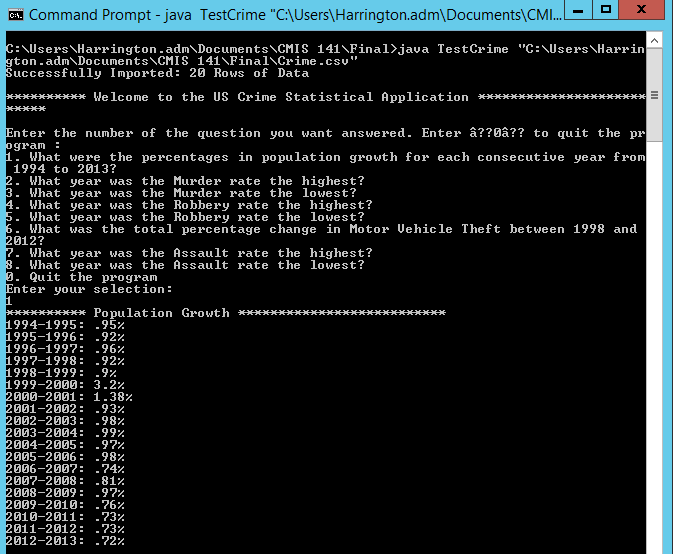 Command Prompt - java  TestCrime "C:\Users\Harrington.adm\Documents\CMIS...
C:\Users\Harrington.adm\Documents\CMIS 141\Final>java TestCrime "C:\Users\Harrin
gton.adm\Documents\CMIS 141\Final\Crime.csv"
Successfully Imported: 20 Rows of Data
********** Welcome to the US Crime Statistical Application *********************
*****
Enter the number of the question you want answered. Enter â??0â?? to quit the pr
ogram :
1. What were the percentages in population growth for each consecutive year from
 1994 to 2013?
2. What year was the Murder rate the highest?
3. What year was the Murder rate the lowest?
4. What year was the Robbery rate the highest?
5. What year was the Robbery rate the lowest?
6. What was the total percentage change in Motor Vehicle Theft between 1998 and
2012?
7. What year was the Assault rate the highest?
8. What year was the Assault rate the lowest?
0. Quit the program
Enter your selection:
1
********** Population Growth **************************
1994-1995: .95%
1995-1996: .92%
1996-1997: .96%
1997-1998: .92%
1998-1999: .9%
1999-2000: 3.2%
2000-2001: 1.38%
2001-2002: .93%
2002-2003: .98%
2003-2004: .99%
2004-2005: .97%
2005-2006: .98%
2006-2007: .74%
2007-2008: .81%
2008-2009: .97%
2009-2010: .76%
2010-2011: .73%
2011-2012: .73%
2012-2013: .72%